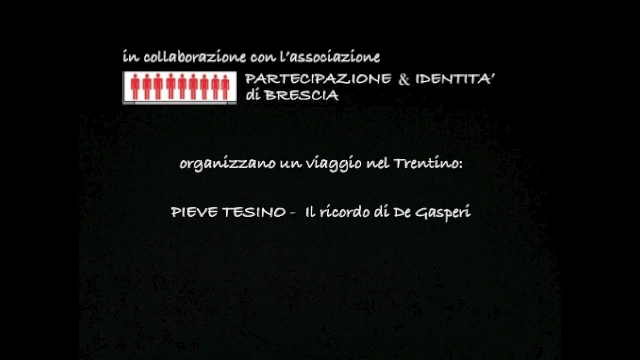 in collaborazione con l'associazione
PARTECIPAZIONE & IDENTITA'
di BRESCIA
organizzano un viaggio nel Trentino:
PIEVE TESINO - Il ricordo di De Gasperi